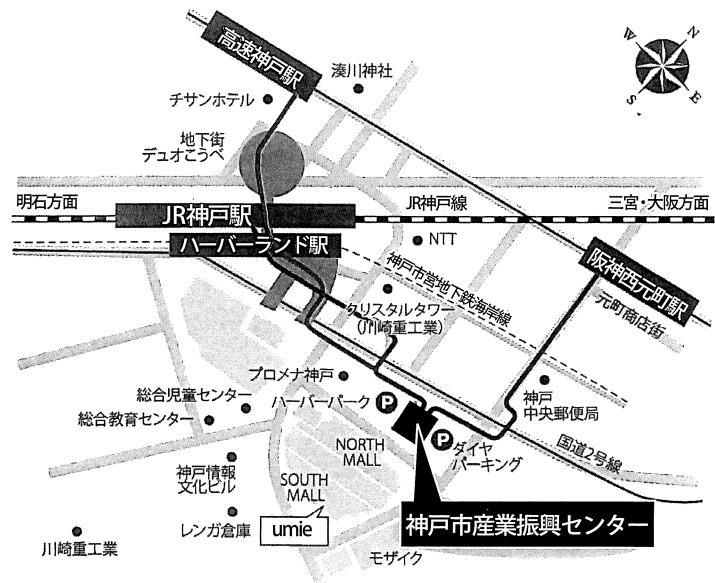 高速神戸駅
湊川神社
W
N
S
E
チサンホテル
地下街
デュオこうべ
明石方面
JR神戸駅
JR神戸線
三宮・大阪方面
ハーバーランド駅
NTT
阪神西元町駅
神戸市営地下鉄海岸線
元町商店街
クリスタルタワー
(川崎重工業)
プロメナ神戸
神戸
中央郵便局
総合児童センター
ハーバーパーク
P
総合教育センター
P
ダイヤ
パーキング
国道2号線
NORTH
MALL
神戸情報
文化ビル
SOUTH
MALL
レンガ倉庫
umie
神戸市産業振興センター
川崎重工業
モザイク